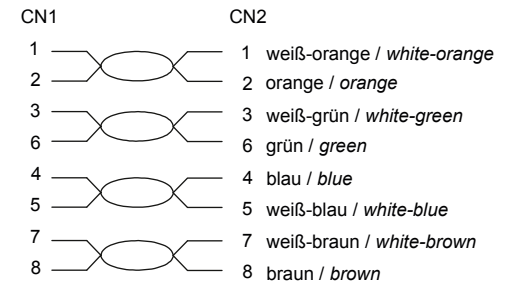 CN1 CN2
1 1 weiß-orange / white-orange
2 2 orange / orange
3 3 weiß-grün / white-green
6 6 grün / green
4 4 blau / blue
5 5 weiß-blau / white-blue
7 7 weiß-braun / white-brown
8 8 braun / brown